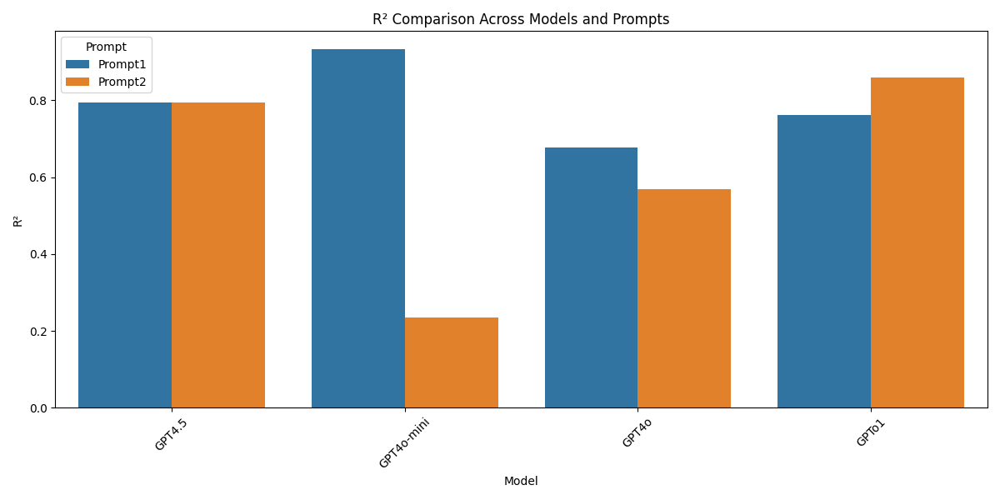 R² Comparison Across Models and Prompts
Prompt
Prompt1
Prompt2
0.8
0.6
0.4
0.2
0.0
R²
GPT4.5
GPT4o-mini
GPT4o
GPTo1
Model